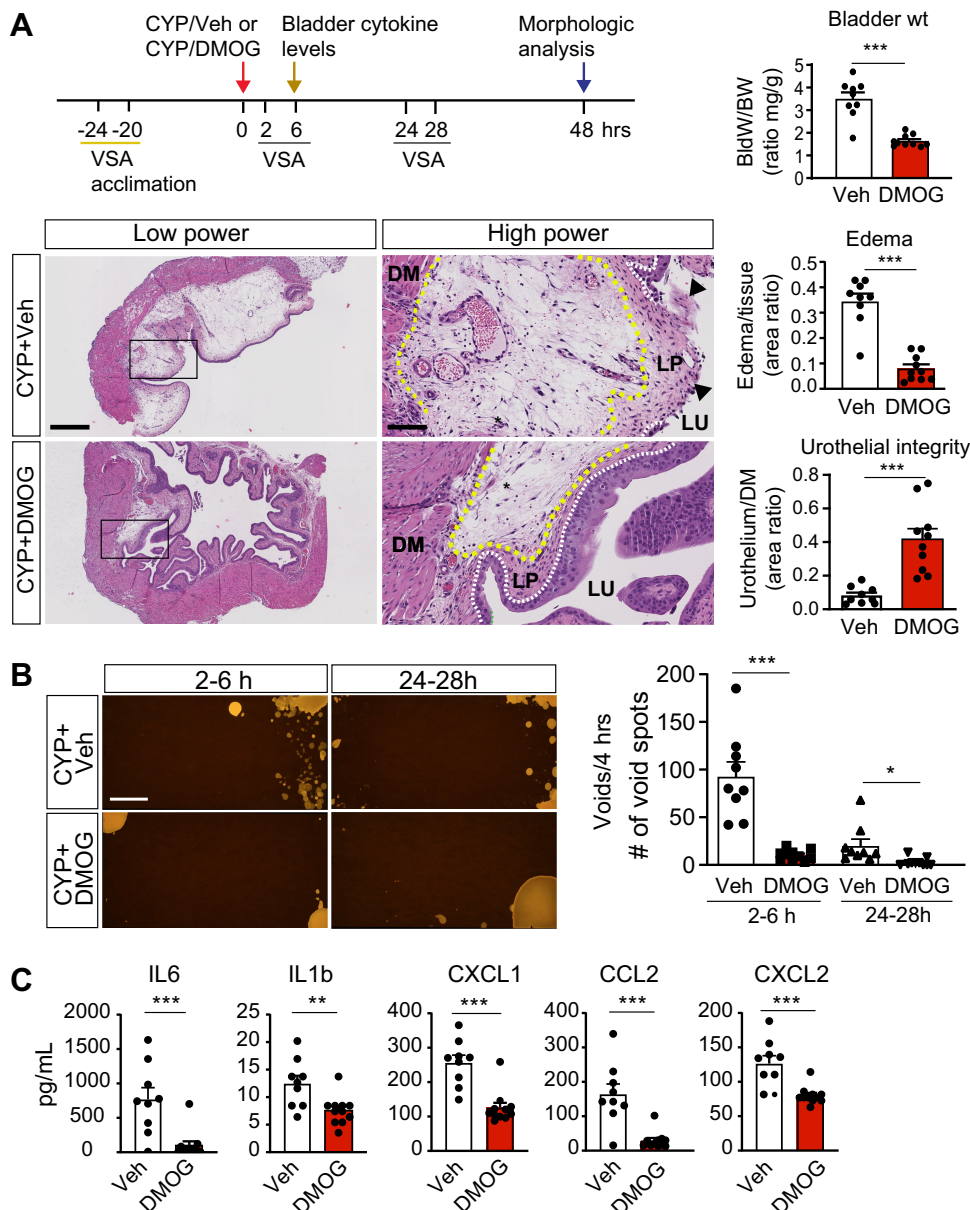 A
CYP/Veh or
CYP/DMOG
Bladder cytokine
levels
Morphologic
analysis
-24 -20 0 2 6 24 28 48 hrs
VSA
acclimation
VSA
VSA
Bladder wt
***
BldW/BW
(ratio mg/g)
5
4
3
2
1
0
Veh DMOG
Low power
High power
CYP+Veh
CYP+DMOG
DM
LP
LU
*
DM
LP
LU
*
Edema
***
Edema/tissue
(area ratio)
0.5
0.4
0.3
0.2
0.1
0.0
Veh DMOG
Urothelial integrity
***
Urothelium/DM
(area ratio)
0.8
0.6
0.4
0.2
0.0
Veh DMOG
B
2-6 h
24-28h
CYP+
Veh
CYP+
DMOG
Voids/4 hrs
# of void spots
200
150
100
50
0
***
*
Veh DMOG Veh DMOG
2-6 h 24-28h
C
pg/mL
IL6
***
2000
1500
1000
500
0
Veh
DMOG
IL1b
**
25
20
15
10
5
0
Veh
DMOG
CXCL1
***
400
300
200
100
0
Veh
DMOG
CCL2
***
400
300
200
100
0
Veh
DMOG
CXCL2
***
200
150
100
50
0
Veh
DMOG